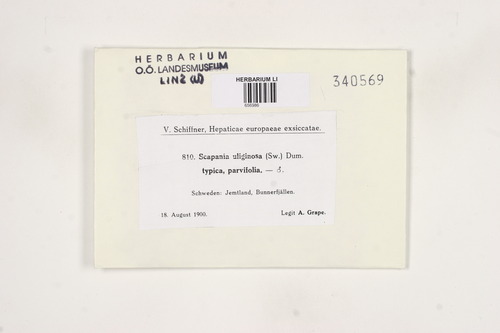 HERBARIUM
O.Ö. LANDESMUSEUM
LINZ (LI)
HERBARIUM LI
340569
V. Schiffner, Hepaticae europaeae exsiccatae.
810. Scapania uliginosa (Sw.) Dum.
typica, parvifolia, — ♂.
Schweden: Jemtland, Bunnerfjällen.
18. August 1900. Legit A. Grape.